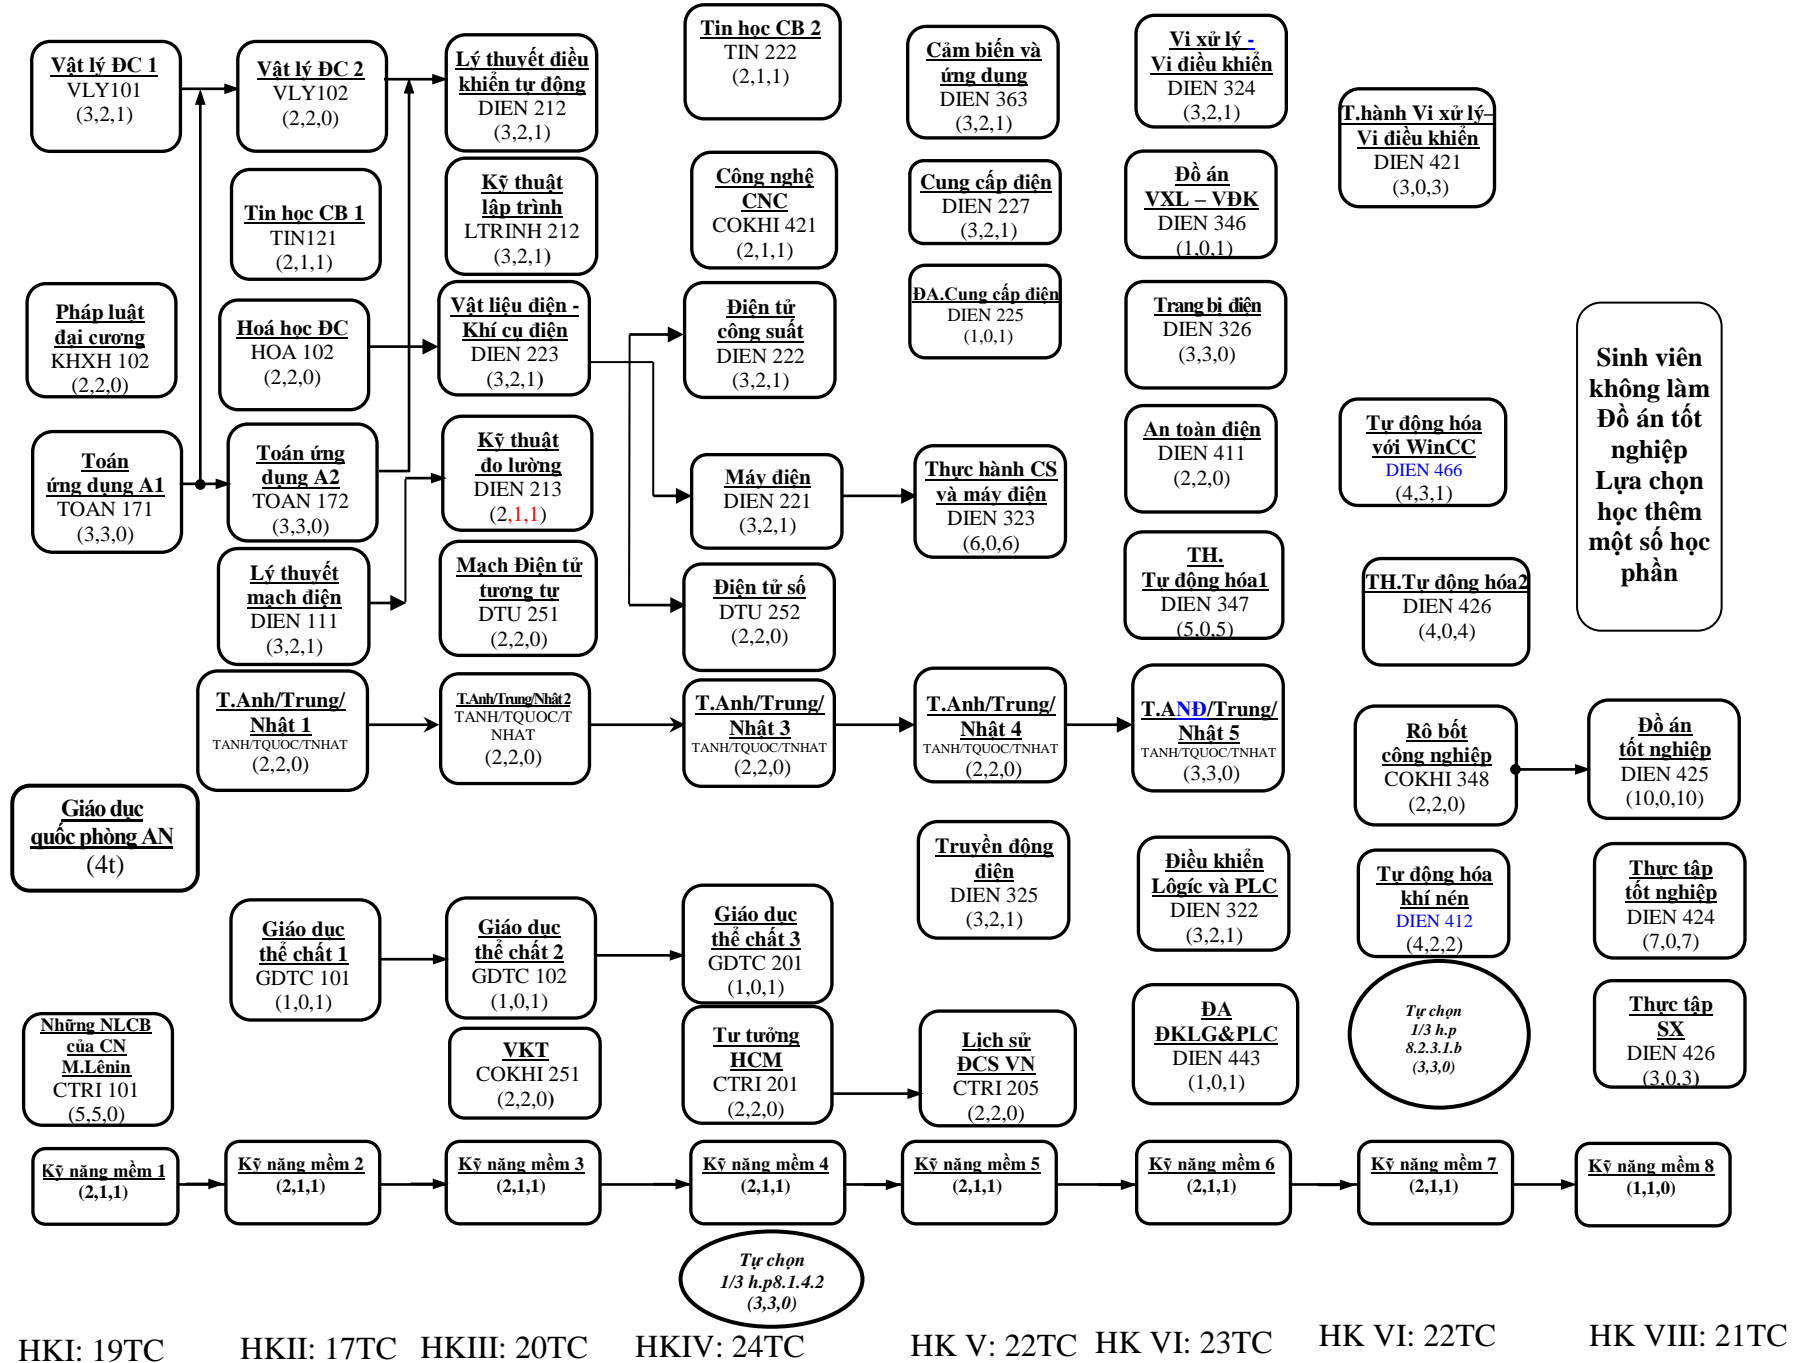 Vật lý ĐC 1
VLY101
(3,2,1)
Pháp luật
đại cương
KHXH 102
(2,2,0)
Toán
ứng dụng A1
TOAN 171
(3,3,0)
Giáo dục
quốc phòng AN
(4t)
Những NLCB
của CN
M.Lênin
CTRI 101
(5,5,0)
Kỹ năng mềm 1
(2,1,1)
Vật lý ĐC 2
VLY102
(2,2,0)
Tin học CB 1
TIN121
(2,1,1)
Hoá học ĐC
HOA 102
(2,2,0)
Toán ứng
dụng A2
TOAN 172
(3,3,0)
Lý thuyết
mạch điện
DIEN 111
(3,2,1)
T.Anh/Trung/
Nhật 1
TANH/TQUOC/TNHAT
(2,2,0)
Giáo dục
thể chất 1
GDTC 101
(1,0,1)
Kỹ năng mềm 2
(2,1,1)
Lý thuyết điều
khiển tự động
DIEN 212
(3,2,1)
Kỹ thuật
lập trình
LTRINH 212
(3,2,1)
Vật liệu điện -
Khí cụ điện
DIEN 223
(3,2,1)
Kỹ thuật
đo lường
DIEN 213
(2,1,1)
Mạch Điện tử
tương tự
DTU 251
(2,2,0)
T.Anh/Trung/Nhật 2
TANH/TQUOC/T
NHAT
(2,2,0)
Giáo dục
thể chất 2
GDTC 102
(1,0,1)
VKT
COKHI 251
(2,2,0)
Kỹ năng mềm 3
(2,1,1)
Tin học CB 2
TIN 222
(2,1,1)
Công nghệ
CNC
COKHI 421
(2,1,1)
Điện tử
công suất
DIEN 222
(3,2,1)
Máy điện
DIEN 221
(3,2,1)
Điện tử số
DTU 252
(2,2,0)
T.Anh/Trung/
Nhật 3
TANH/TQUOC/TNHAT
(2,2,0)
Giáo dục
thể chất 3
GDTC 201
(1,0,1)
Tư tưởng
HCM
CTRI 201
(2,2,0)
Kỹ năng mềm 4
(2,1,1)
Tự chọn
1/3 h.p8.1.4.2
(3,3,0)
Cảm biến và
ứng dụng
DIEN 363
(3,2,1)
Cung cấp điện
DIEN 227
(3,2,1)
ĐA.Cung cấp điện
DIEN 225
(1,0,1)
Thực hành CS
và máy điện
DIEN 323
(6,0,6)
T.Anh/Trung/
Nhật 4
TANH/TQUOC/TNHAT
(2,2,0)
Truyền động
điện
DIEN 325
(3,2,1)
Lịch sử
ĐCS VN
CTRI 205
(2,2,0)
Kỹ năng mềm 5
(2,1,1)
Vi xử lý -
Vi điều khiển
DIEN 324
(3,2,1)
Đồ án
VXL – VĐK
DIEN 346
(1,0,1)
Trang bị điện
DIEN 326
(3,3,0)
An toàn điện
DIEN 411
(2,2,0)
TH.
Tự động hóa1
DIEN 347
(5,0,5)
T.ANĐ/Trung/
Nhật 5
TANH/TQUOC/TNHAT
(3,3,0)
Điều khiển
Lôgíc và PLC
DIEN 322
(3,2,1)
ĐA
ĐKLG&PLC
DIEN 443
(1,0,1)
Kỹ năng mềm 6
(2,1,1)
T.hành Vi xử lý–
Vi điều khiển
DIEN 421
(3,0,3)
Tự động hóa
với WinCC
DIEN 466
(4,3,1)
TH.Tự động hóa2
DIEN 426
(4,0,4)
Rô bốt
công nghiệp
COKHI 348
(2,2,0)
Tự động hóa
khí nén
DIEN 412
(4,2,2)
Tự chọn
1/3 h.p
8.2.3.1.b
(3,3,0)
Kỹ năng mềm 7
(2,1,1)
Sinh viên
không làm
Đồ án tốt
nghiệp
Lựa chọn
học thêm
một số học
phần
Đồ án
tốt nghiệp
DIEN 425
(10,0,10)
Thực tập
tốt nghiệp
DIEN 424
(7,0,7)
Thực tập
SX
DIEN 426
(3,0,3)
Kỹ năng mềm 8
(1,1,0)
HKI: 19TC
HKII: 17TC
HKIII: 20TC
HKIV: 24TC
HK V: 22TC
HK VI: 23TC
HK VI: 22TC
HK VIII: 21TC